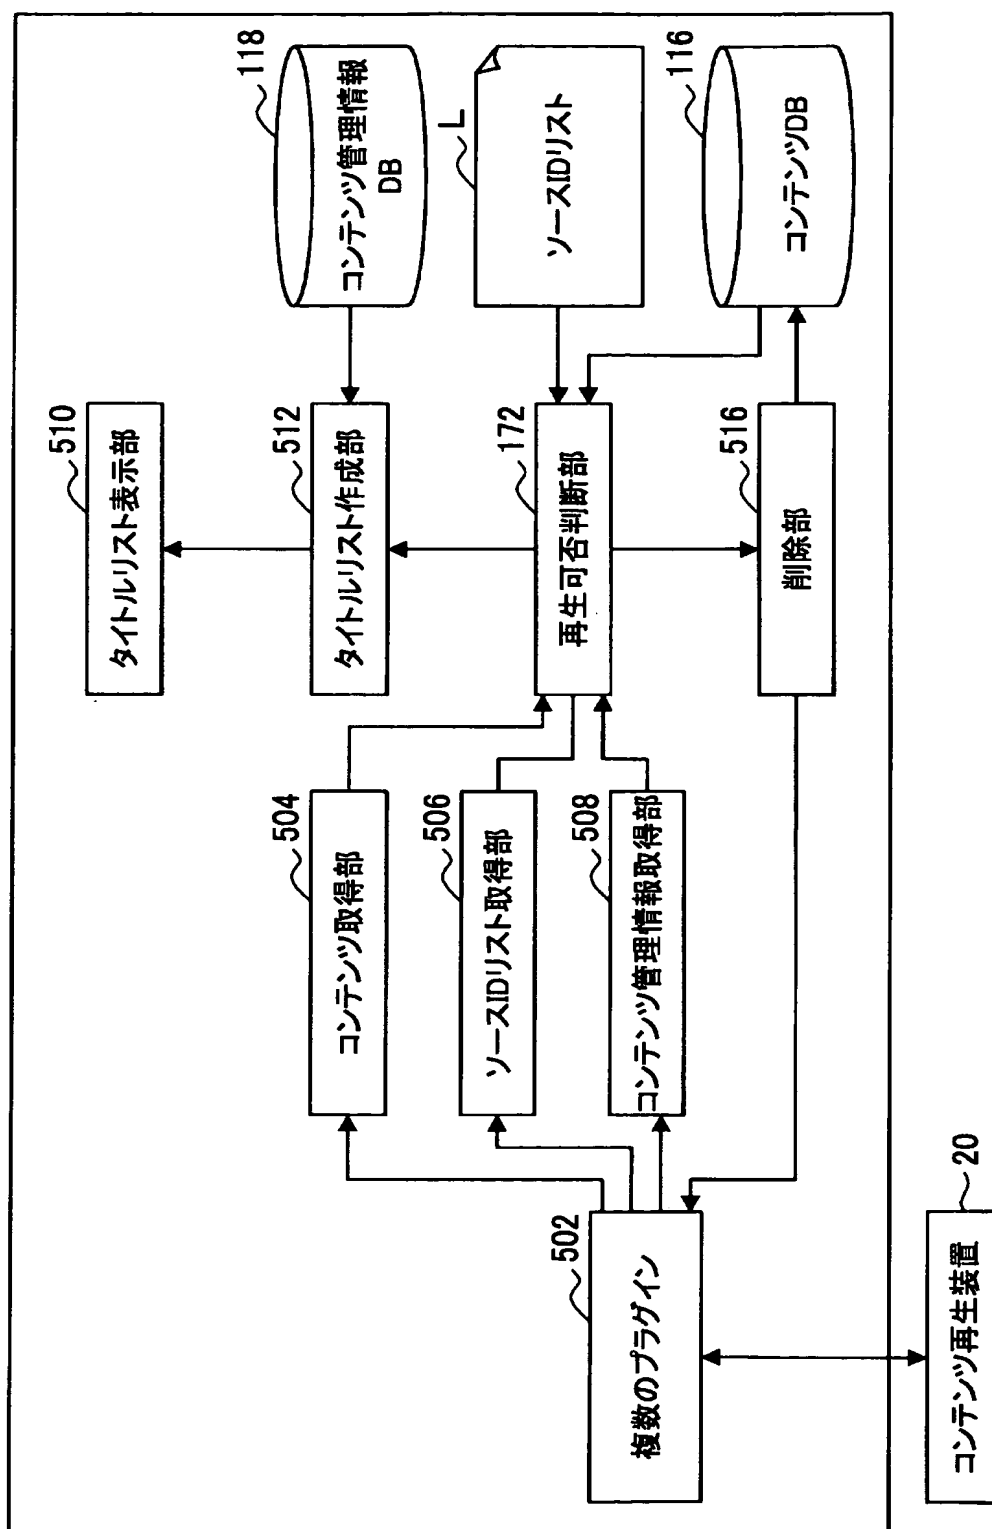 510
タイトルリスト表示部
118
コンテンツ管理情報
DB
512
タイトルリスト作成部
504
コンテンツ取得部
L
ソースIDリスト
172
再生可否判断部
506
ソースIDリスト取得部
508
コンテンツ管理情報取得部
502
複数のプラグイン
116
コンテンツDB
516
削除部
20
コンテンツ再生装置